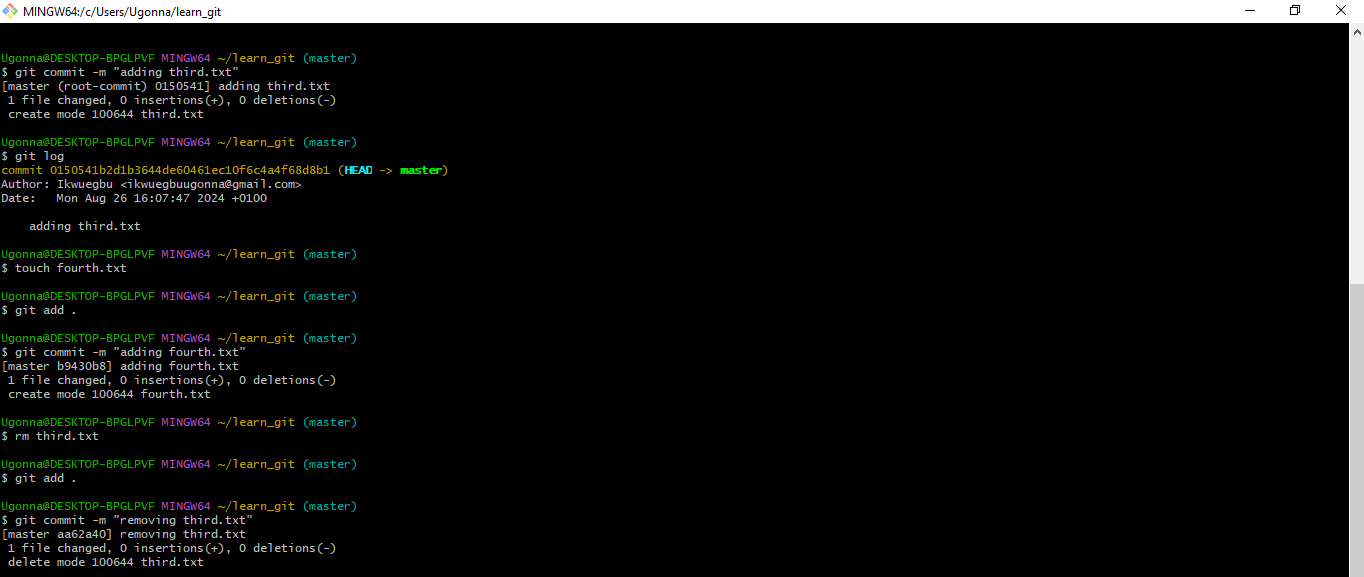 MINGW64:/c/Users/Ugonna/learn_git
Ugonna@DESKTOP-BPGLPVF MINGW64 ~/learn_git (master)
$ git commit -m "adding third.txt"
[master (root-commit) 0150541] adding third.txt
 1 file changed, 0 insertions(+), 0 deletions(-)
 create mode 100644 third.txt
Ugonna@DESKTOP-BPGLPVF MINGW64 ~/learn_git (master)
$ git log
commit 0150541b2d1b3644de60461ec10f6c4a4f68d8b1 (HEAD -> master)
Author: Ikwuegbu <ikwuegbuugonna@gmail.com>
Date:   Mon Aug 26 16:07:47 2024 +0100
    adding third.txt
Ugonna@DESKTOP-BPGLPVF MINGW64 ~/learn_git (master)
$ touch fourth.txt
Ugonna@DESKTOP-BPGLPVF MINGW64 ~/learn_git (master)
$ git add .
Ugonna@DESKTOP-BPGLPVF MINGW64 ~/learn_git (master)
$ git commit -m "adding fourth.txt"
[master b9430b8] adding fourth.txt
 1 file changed, 0 insertions(+), 0 deletions(-)
 create mode 100644 fourth.txt
Ugonna@DESKTOP-BPGLPVF MINGW64 ~/learn_git (master)
$ rm third.txt
Ugonna@DESKTOP-BPGLPVF MINGW64 ~/learn_git (master)
$ git add .
Ugonna@DESKTOP-BPGLPVF MINGW64 ~/learn_git (master)
$ git commit -m "removing third.txt"
[master aa62a40] removing third.txt
 1 file changed, 0 insertions(+), 0 deletions(-)
 delete mode 100644 third.txt